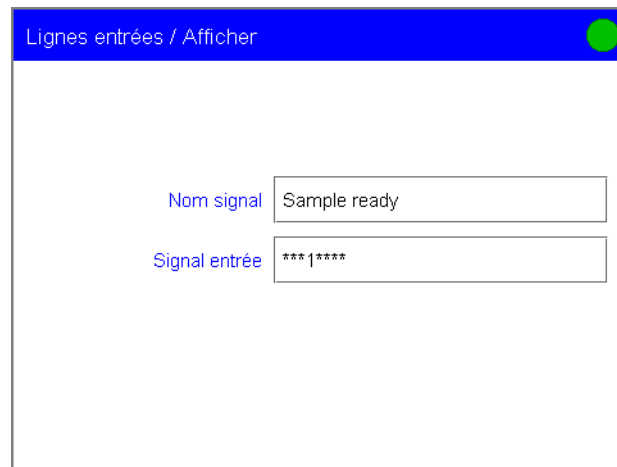 Lignes entrées / Afficher
Nom signal Sample ready
Signal entrée ***1****